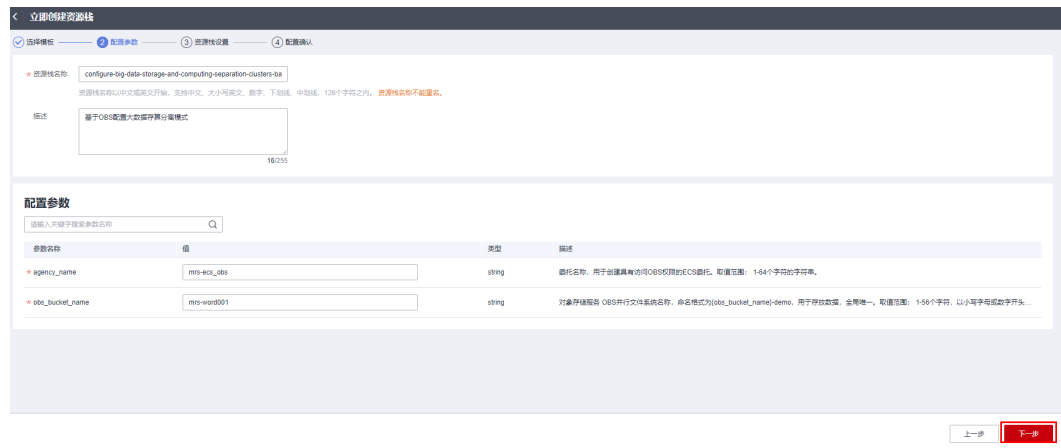 < 立即创建资源栈
选择模板 2 配置参数 3 资源栈设置 4 配置确认
* 资源栈名称 configure-big-data-storage-and-computing-separation-clusters-ba
资源栈名称以中文或英文开始，支持中文、大小写英文、数字、下划线、中划线，128个字符之内。 资源栈名称不能重名。
描述 基于OBS配置大数据存算分离模式
16/255
配置参数
请输入关键字搜索参数名称
参数名称 值 类型 描述
* agency_name mrs-ecs_obs string 委托名称，用于创建具有访问OBS权限的ECS委托。取值范围： 1-64个字符的字符串。
* obs_bucket_name mrs-word001 string 对象存储服务 OBS并行文件系统名称，命名格式为{obs_bucket_name}-demo，用于存放数据，全局唯一。取值范围： 1-56个字符，以小写字母或数字开头...
上一步 下一步